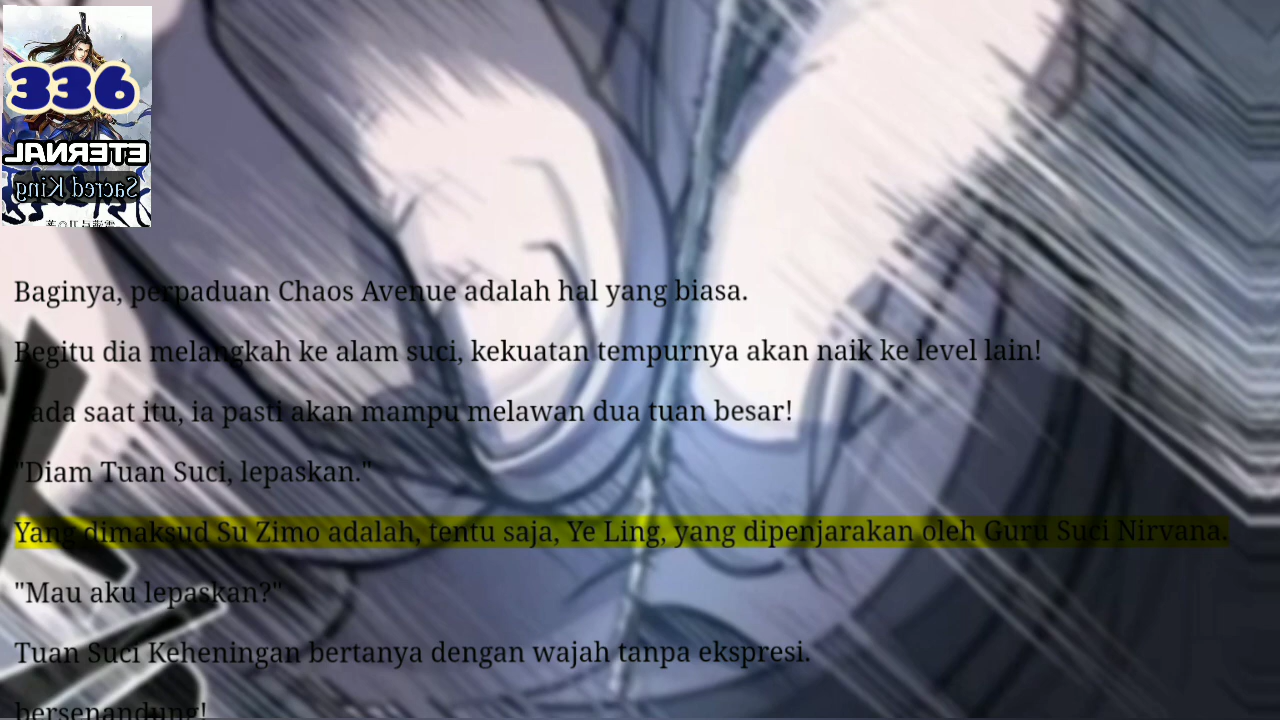 336
ETERNAL
Sacred King
Baginya, perpaduan Chaos Avenue adalah hal yang biasa.
Begitu dia melangkah ke alam suci, kekuatan tempurnya akan naik ke level lain!
Pada saat itu, ia pasti akan mampu melawan dua tuan besar!
"Diam Tuan Suci, lepaskan."
Yang dimaksud Su Zimo adalah, tentu saja, Ye Ling, yang dipenjarakan oleh Guru Suci Nirvana.
"Mau aku lepaskan?"
Tuan Suci Keheningan bertanya dengan wajah tanpa ekspresi.
bersenandung!